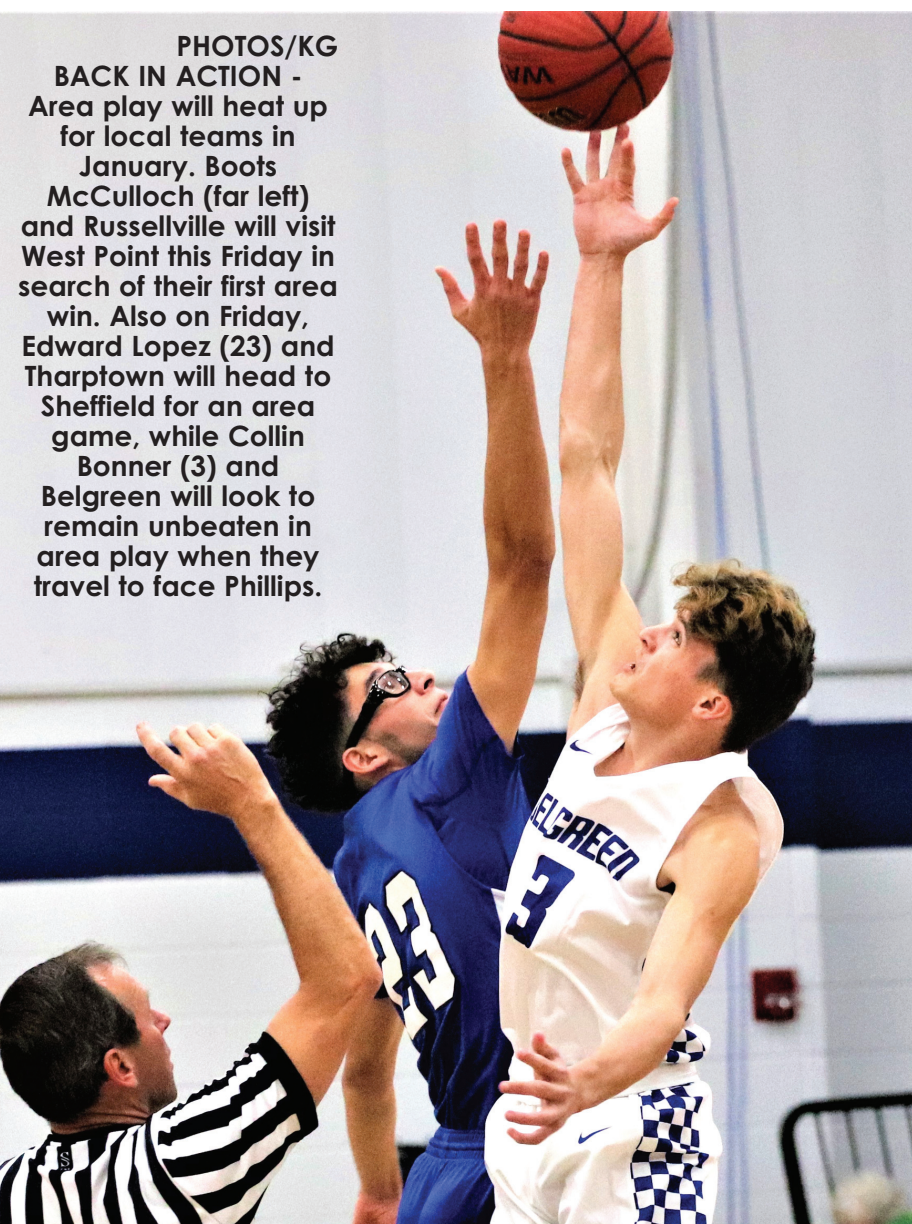 PHOTOS/KG
BACK IN ACTION -
Area play will heat up
for local teams in
January. Boots
McCulloch (far left)
and Russellville will visit
West Point this Friday in
search of their first area
win. Also on Friday,
Edward Lopez (23) and
Tharptown will head to
Sheffield for an area
game, while Collin
Bonner (3) and
Belgreen will look to
remain unbeaten in
area play when they
travel to face Phillips.
ELGREEN
3
23